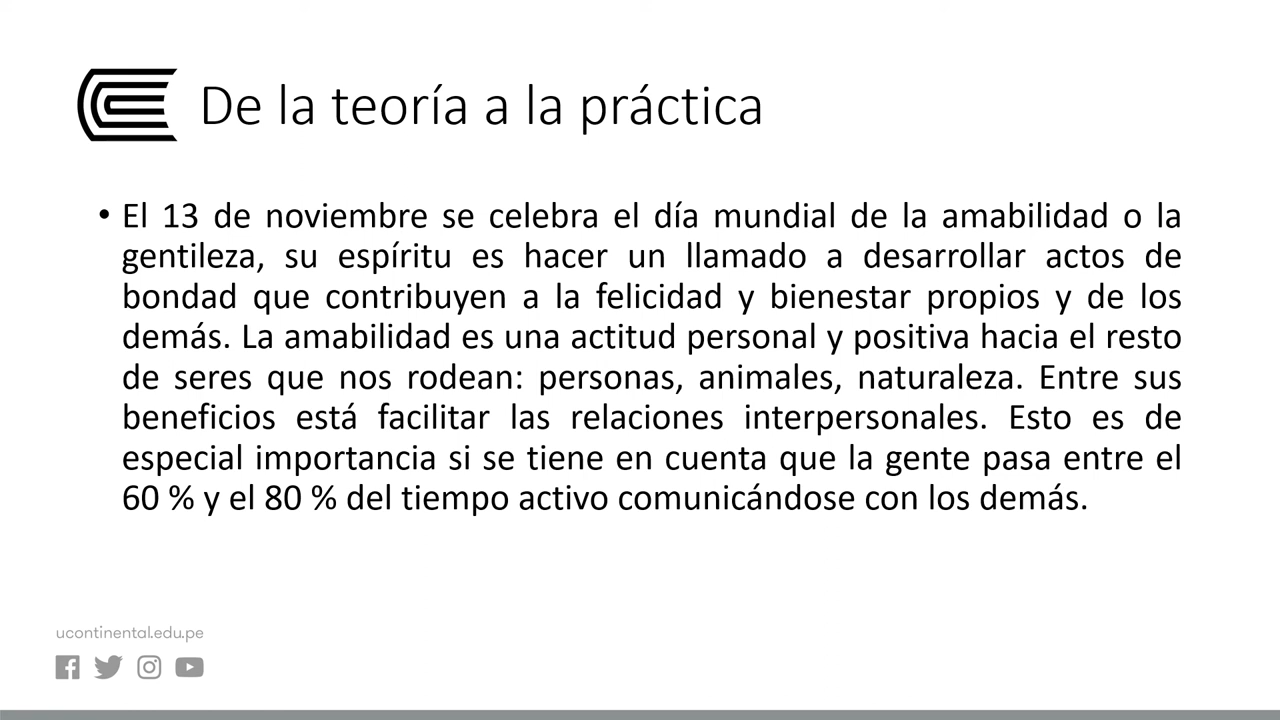 De la teoría a la práctica
• El 13 de noviembre se celebra el día mundial de la amabilidad o la
gentileza, su espíritu es hacer un llamado a desarrollar actos de
bondad que contribuyen a la felicidad y bienestar propios y de los
demás. La amabilidad es una actitud personal y positiva hacia el resto
de seres que nos rodean: personas, animales, naturaleza. Entre sus
beneficios está facilitar las relaciones interpersonales. Esto es de
especial importancia si se tiene en cuenta que la gente pasa entre el
60 % y el 80 % del tiempo activo comunicándose con los demás.
ucontinental.edu.pe